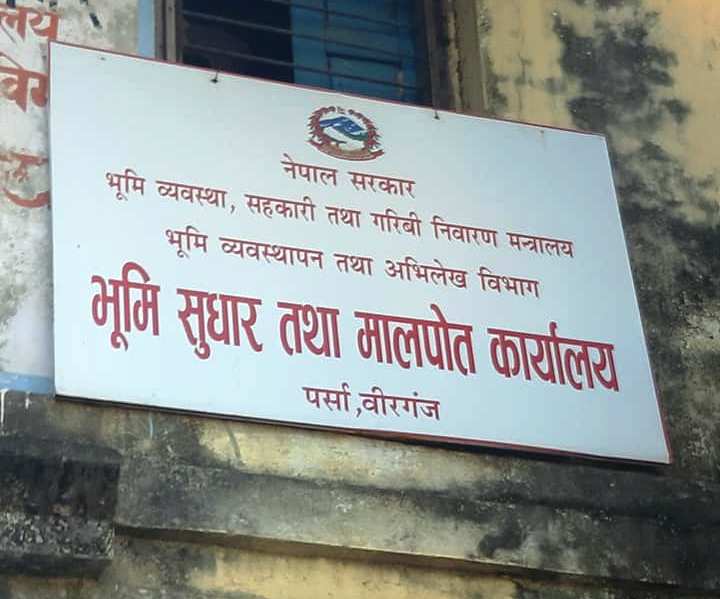 नेपाल सरकार
भूमि व्यवस्था, सहकारी तथा गरिबी निवारण मन्त्रालय
भूमि व्यवस्थापन तथा अभिलेख विभाग
भूमि सुधार तथा मालपोत कार्यालय
पर्सा,वीरगंज